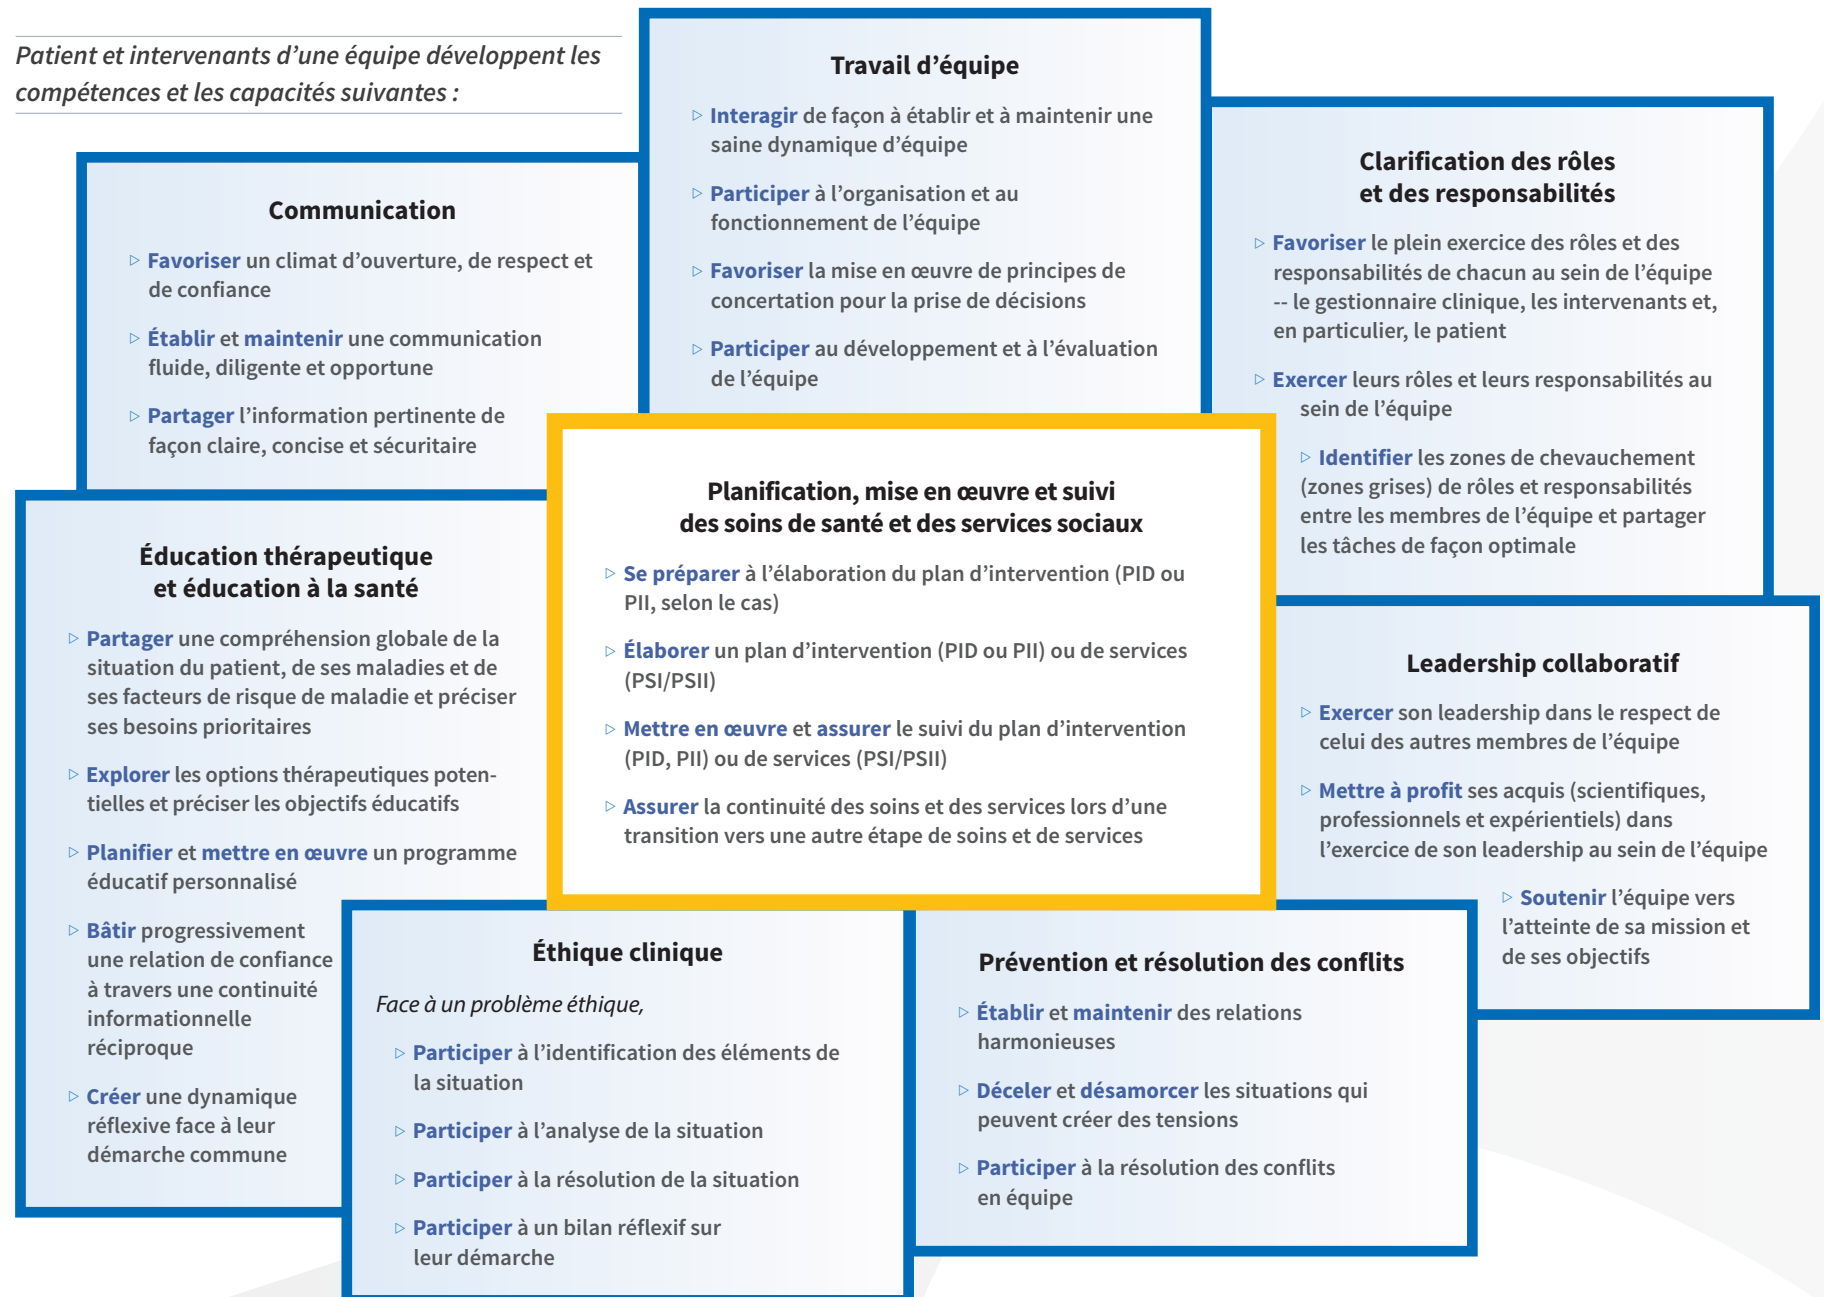 Patient et intervenants d’une équipe développent les
compétences et les capacités suivantes :
Travail d’équipe
▷ Interagir de façon à établir et à maintenir une
saine dynamique d’équipe
▷ Participer à l’organisation et au
fonctionnement de l’équipe
▷ Favoriser la mise en œuvre de principes de
concertation pour la prise de décisions
▷ Participer au développement et à l’évaluation
de l’équipe
Clarification des rôles
et des responsabilités
▷ Favoriser le plein exercice des rôles et des
responsabilités de chacun au sein de l’équipe
-- le gestionnaire clinique, les intervenants et,
en particulier, le patient
▷ Exercer leurs rôles et leurs responsabilités au
sein de l’équipe
▷ Identifier les zones de chevauchement
(zones grises) de rôles et responsabilités
entre les membres de l’équipe et partager
les tâches de façon optimale
Communication
▷ Favoriser un climat d’ouverture, de respect et
de confiance
▷ Établir et maintenir une communication
fluide, diligente et opportune
▷ Partager l’information pertinente de
façon claire, concise et sécuritaire
Planification, mise en œuvre et suivi
des soins de santé et des services sociaux
▷ Se préparer à l’élaboration du plan d’intervention (PID ou
PII, selon le cas)
▷ Élaborer un plan d’intervention (PID ou PII) ou de services
(PSI/PSII)
▷ Mettre en œuvre et assurer le suivi du plan d’intervention
(PID, PII) ou de services (PSI/PSII)
▷ Assurer la continuité des soins et des services lors d’une
transition vers une autre étape de soins et de services
Éducation thérapeutique
et éducation à la santé
▷ Partager une compréhension globale de la
situation du patient, de ses maladies et de
ses facteurs de risque de maladie et préciser
ses besoins prioritaires
▷ Explorer les options thérapeutiques poten-
tielles et préciser les objectifs éducatifs
▷ Planifier et mettre en œuvre un programme
éducatif personnalisé
▷ Bâtir progressivement
une relation de confiance
à travers une continuité
informationnelle
réciproque
▷ Créer une dynamique
réflexive face à leur
démarche commune
Leadership collaboratif
▷ Exercer son leadership dans le respect de
celui des autres membres de l’équipe
▷ Mettre à profit ses acquis (scientifiques,
professionnels et expérientiels) dans
l’exercice de son leadership au sein de l’équipe
▷ Soutenir l’équipe vers
l’atteinte de sa mission et
de ses objectifs
Éthique clinique
Face à un problème éthique,
▷ Participer à l’identification des éléments de
la situation
▷ Participer à l’analyse de la situation
▷ Participer à la résolution de la situation
▷ Participer à un bilan réflexif sur
leur démarche
Prévention et résolution des conflits
▷ Établir et maintenir des relations
harmonieuses
▷ Déceler et désamorcer les situations qui
peuvent créer des tensions
▷ Participer à la résolution des conflits
en équipe